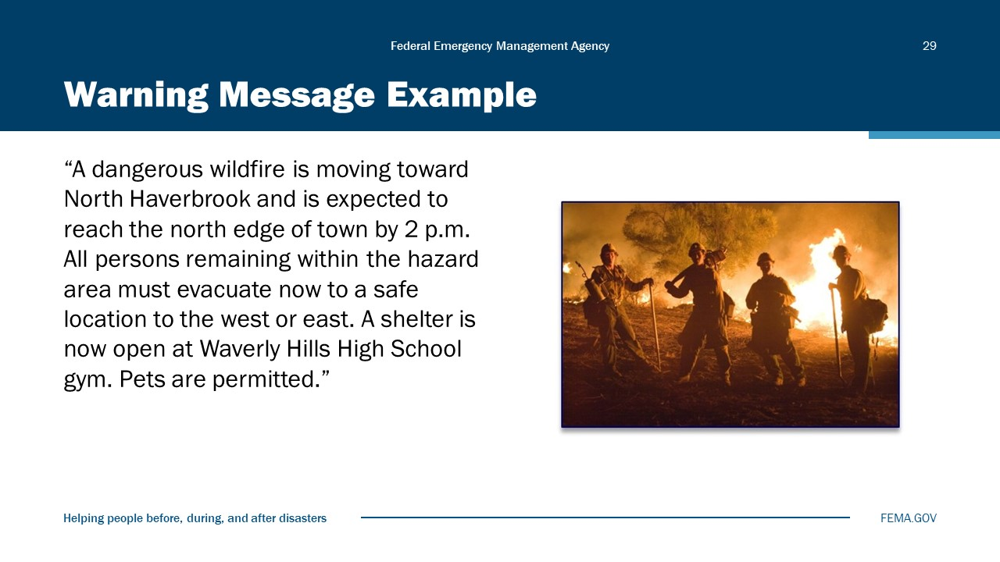 Federal Emergency Management Agency
29
Warning Message Example
“A dangerous wildfire is moving toward
North Haverbrook and is expected to
reach the north edge of town by 2 p.m.
All persons remaining within the hazard
area must evacuate now to a safe
location to the west or east. A shelter is
now open at Waverly Hills High School
gym. Pets are permitted.”
Helping people before, during, and after disasters
FEMA.GOV